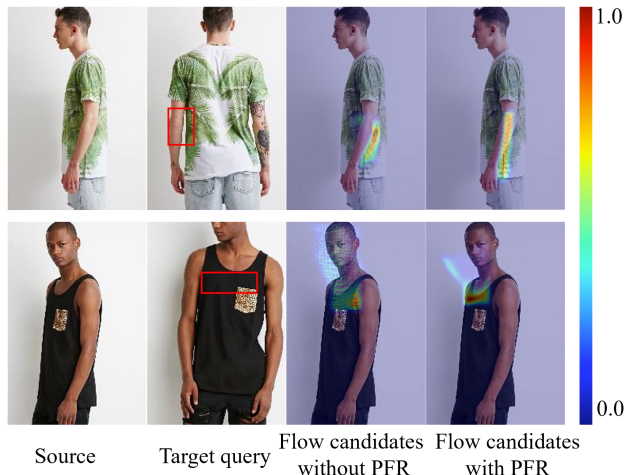 1.0
0.0
Source
Target query
Flow candidates
without PFR
Flow candidates
with PFR